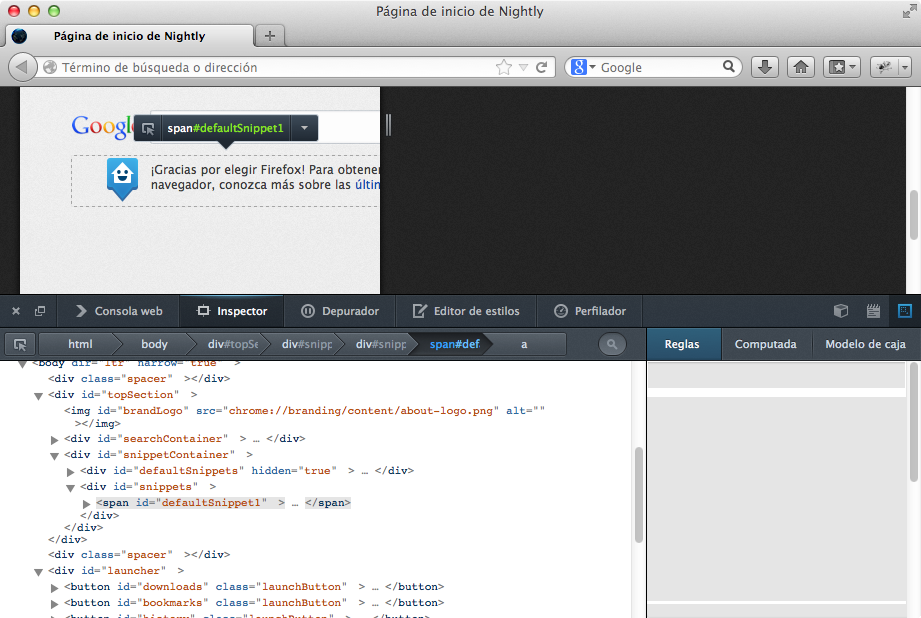 Página de inicio de Nightly
Página de inicio de Nightly
Término de búsqueda o dirección
Google
Google
span#defaultSnippet1
¡Gracias por elegir Firefox! Para obtener
navegador, conozca más sobre las últin
Consola web
Inspector
Depurador
Editor de estilos
Perfilador
html
body
div#topSe
div#snipp
div#snipp
span#def
a
Reglas
Computada
Modelo de caja
<body dir="ltr" narrow="true" >
<div class="spacer" ></div>
<div id="topSection" >
<img id="brandLogo" src="chrome://branding/content/about-logo.png" alt=""
></img>
<div id="searchContainer" > … </div>
<div id="snippetContainer" >
<div id="defaultSnippets" hidden="true" > … </div>
<div id="snippets" >
<span id="defaultSnippet1" > … </span>
</div>
</div>
</div>
<div class="spacer" ></div>
<div id="launcher" >
<button id="downloads" class="launchButton" > … </button>
<button id="bookmarks" class="launchButton" > … </button>
<button id="history" class="launchButton" > … </button>